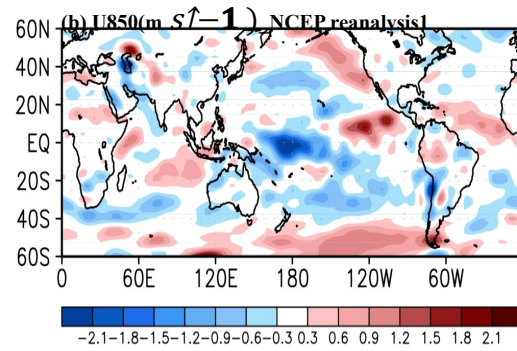 (b) U850(m s↑−1) NCEP reanalysis1
60N
40N
20N
EQ
20S
40S
60S
0 60E 120E 180 120W 60W
−2.1−1.8−1.5−1.2−0.9−0.6−0.3 0.3 0.6 0.9 1.2 1.5 1.8 2.1